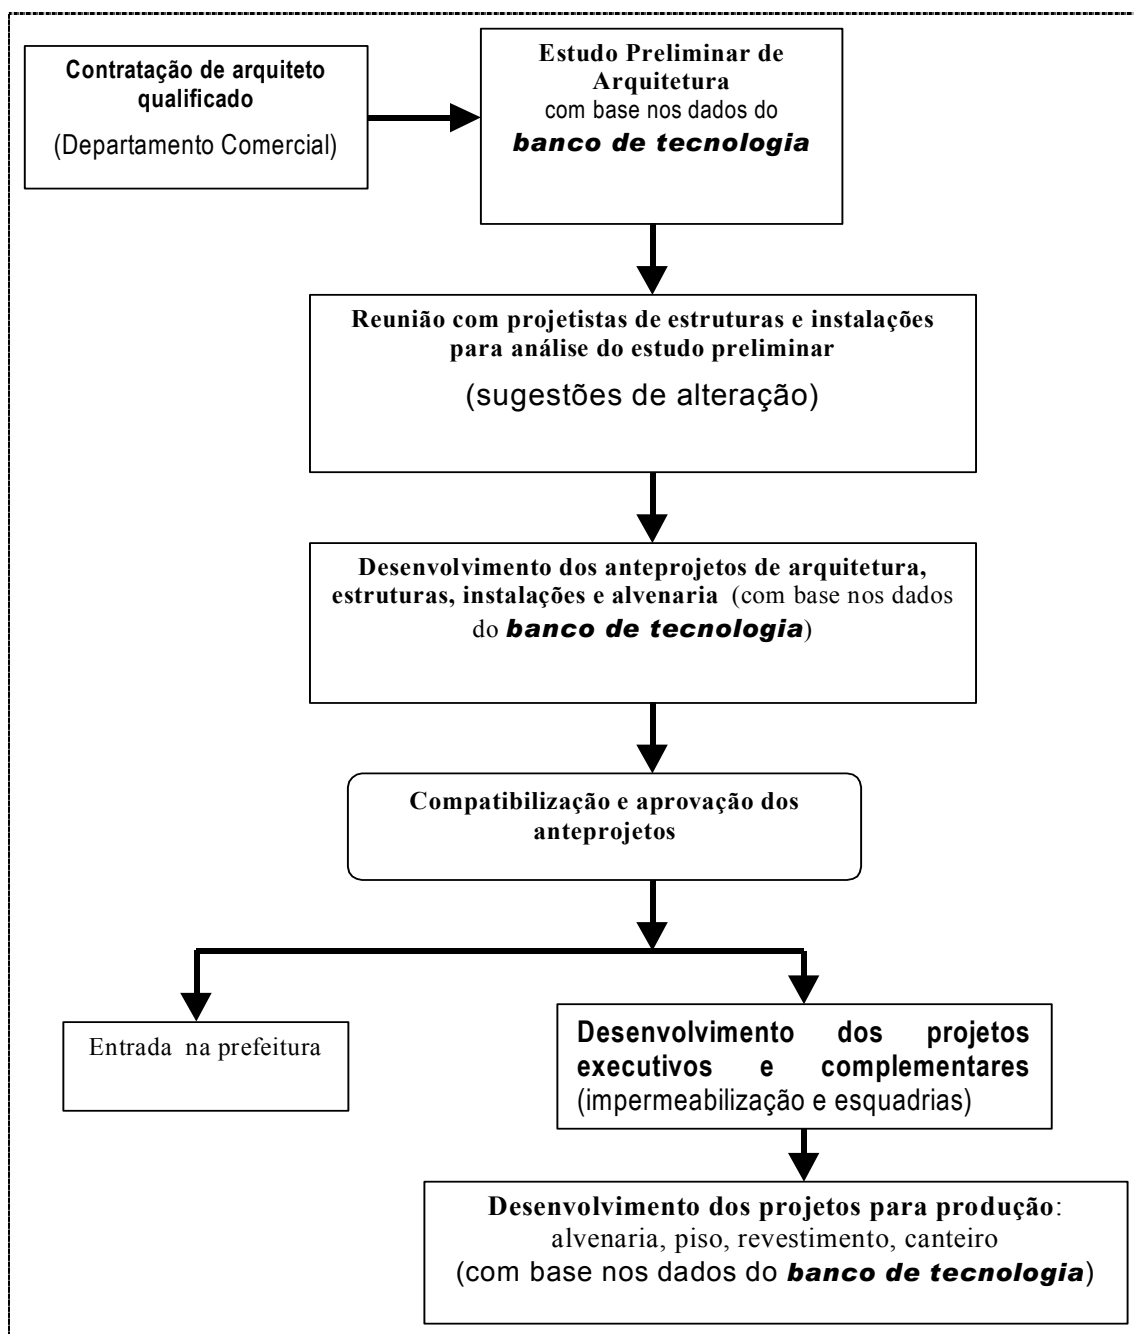 Contratação de arquiteto
qualificado
(Departamento Comercial)
Estudo Preliminar de
Arquitetura
com base nos dados do
banco de tecnologia
Reunião com projetistas de estruturas e instalações
para análise do estudo preliminar
(sugestões de alteração)
Desenvolvimento dos anteprojetos de arquitetura,
estruturas, instalações e alvenaria (com base nos dados
do banco de tecnologia)
Compatibilização e aprovação dos
anteprojetos
Entrada na prefeitura
Desenvolvimento dos projetos
executivos e complementares
(impermeabilização e esquadrias)
Desenvolvimento dos projetos para produção:
alvenaria, piso, revestimento, canteiro
(com base nos dados do banco de tecnologia)